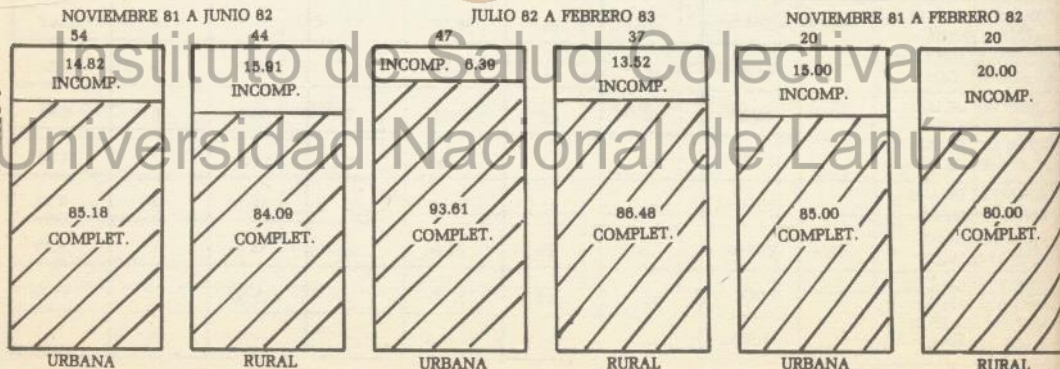 NOVIEMBRE 81 A JUNIO 82 JULIO 82 A FEBRERO 83 NOVIEMBRE 81 A FEBRERO 82
54 44 47 37 20 20
14.82 INCOMP. 15.91 INCOMP. INCOMP. 6.39 13.52 INCOMP. 15.00 INCOMP. 20.00 INCOMP.
Instituto de Salud Colectiva
Universidad Nacional de Lanús
85.18 84.09 93.61 86.48 85.00 80.00
COMPLET. COMPLET. COMPLET. COMPLET. COMPLET. COMPLET.
URBANA RURAL URBANA RURAL URBANA RURAL